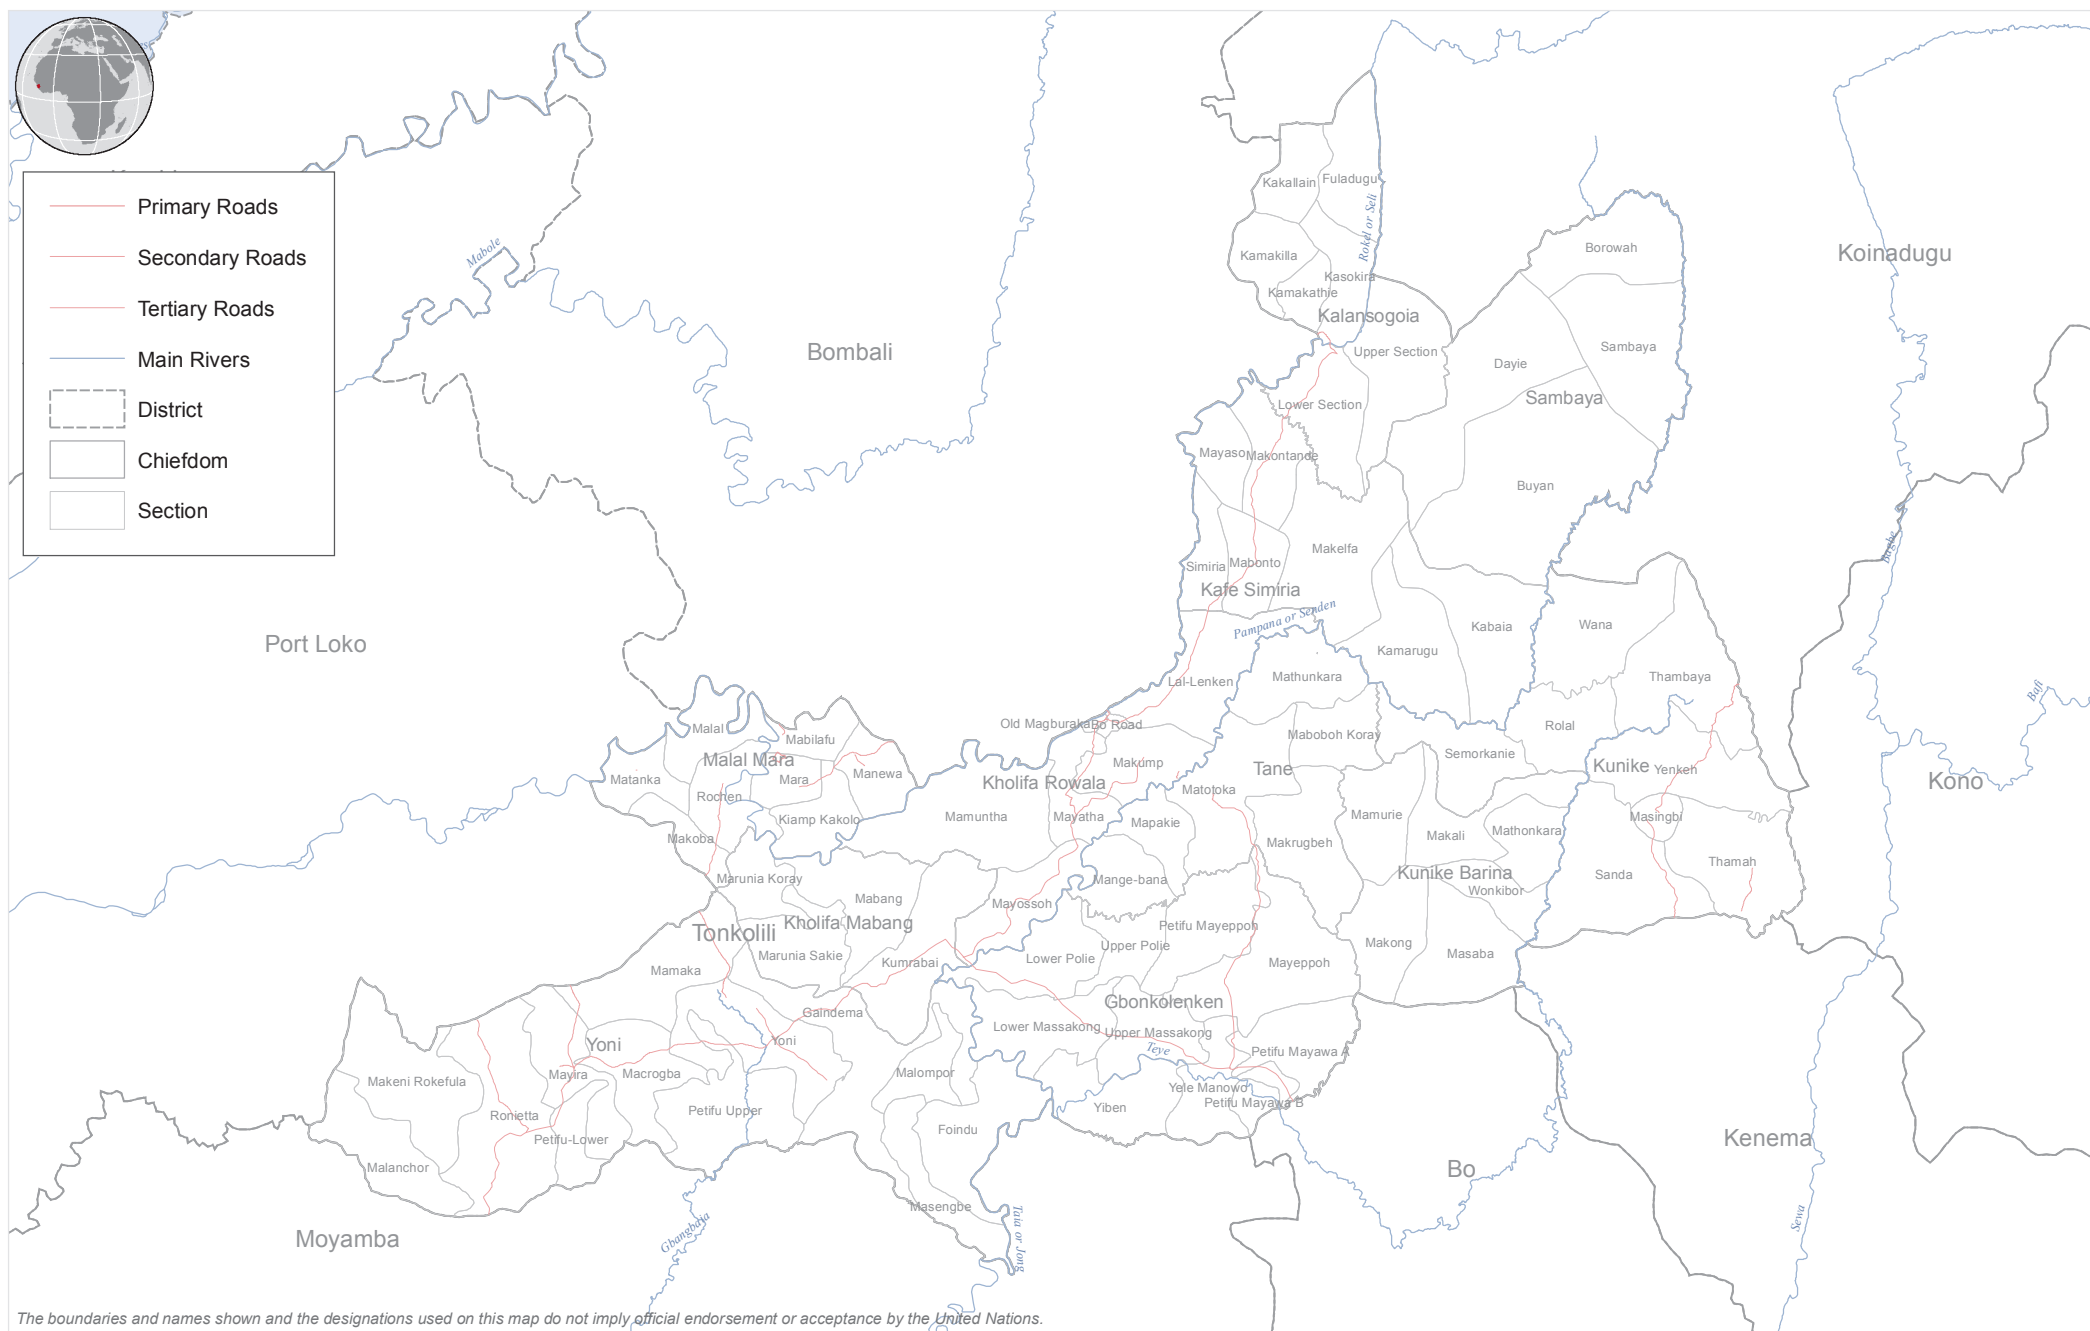 Primary Roads
Secondary Roads
Tertiary Roads
Main Rivers
District
Chiefdom
Section
Kakallain
Fuladugu
Rokel or Seli
Borowah
Koinadugu
Mabole
Kamakilla
Kasokira
Kamakathie
Kalansogoia
Bombali
Upper Section
Dayie
Sambaya
Sambaya
Lower Section
Mayaso
Makontande
Buyan
Makelfa
Bagbe
Simiria
Mabonto
Kafe Simiria
Pampana or Senden
Wana
Kabaia
Kamarugu
Port Loko
Lal-Lenken
Mathunkara
Thambaya
Bafi
Old Magburaka
Bo Road
Rolal
Malal
Mabilafu
Maboboh Koray
Semorkanie
Malal Mara
Makump
Tane
Kunike
Yenkeh
Matanka
Mara
Manewa
Kholifa Rowala
Kono
Rochen
Matotoka
Kiamp Kakolo
Mamuntha
Mayatha
Mapakie
Mamurie
Masingbi
Makoba
Makrugbeh
Makali
Mathonkara
Marunia Koray
Mange-bana
Kunike Barina
Thamah
Sanda
Wonkibor
Mabang
Mayossoh
Kholifa Mabang
Tonkolili
Petifu Mayeppoh
Upper Polie
Makong
Masaba
Marunia Sakie
Kumrabai
Lower Polie
Mayeppoh
Mamaka
Gbonkolenken
Gaindema
Lower Massakong
Upper Massakong
Yoni
Yoni
Teye
Petifu Mayawa A
Makeni Rokefula
Mayira
Macrogba
Malompor
Yele Manowo
Petifu Mayawa B
Ronietta
Petifu Upper
Yiben
Foindu
Petifu-Lower
Kenema
Malanchor
Bo
Masengbe
Taia or Jong
Gbangbaia
Sewa
Moyamba
The boundaries and names shown and the designations used on this map do not imply official endorsement or acceptance by the United Nations.